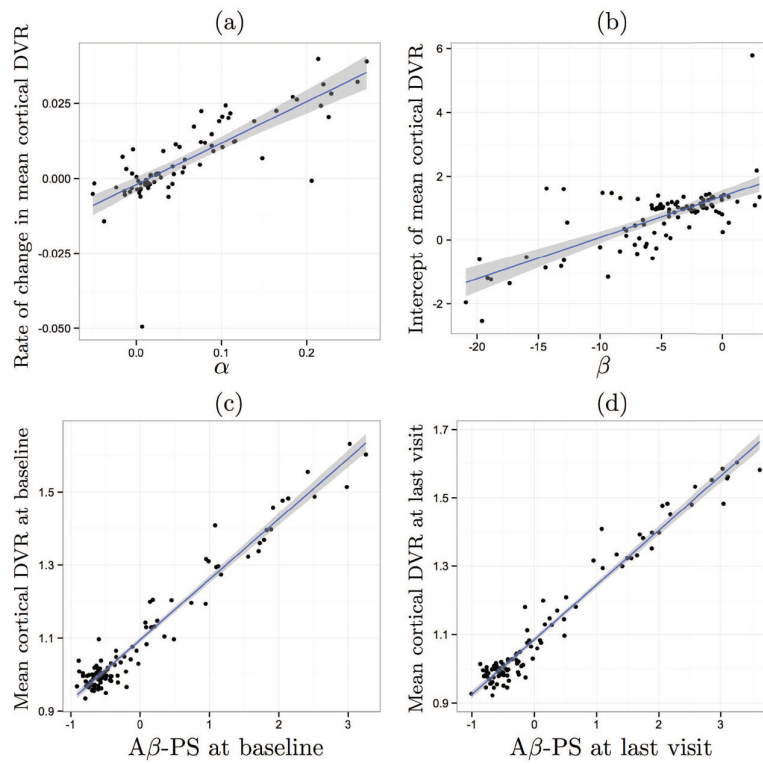 (a)
Rate of change in mean cortical DVR
0.025
0.000
-0.025
-0.050
0.0 0.1 0.2
α
(b)
Intercept of mean cortical DVR
6
4
2
0
-2
-20 -15 -10 -5 0
β
(c)
Mean cortical DVR at baseline
1.5
1.3
1.1
0.9
-1 0 1 2 3
Aβ-PS at baseline
(d)
Mean cortical DVR at last visit
1.7
1.5
1.3
1.1
0.9
-1 0 1 2 3
Aβ-PS at last visit